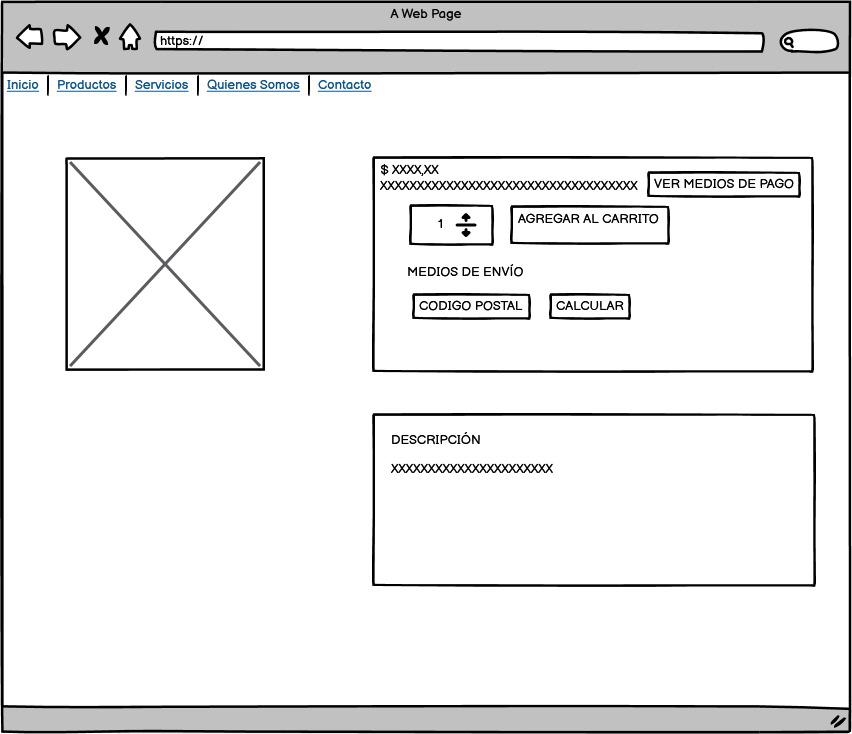 A Web Page
https://
Inicio Productos Servicios Quienes Somos Contacto
$ XXXX,XX
XXXXXXXXXXXXXXXXXXXXXXXXXXXXXXXXXXX VER MEDIOS DE PAGO
1 AGREGAR AL CARRITO
MEDIOS DE ENVÍO
CODIGO POSTAL CALCULAR
DESCRIPCIÓN
XXXXXXXXXXXXXXXXXXXXXX